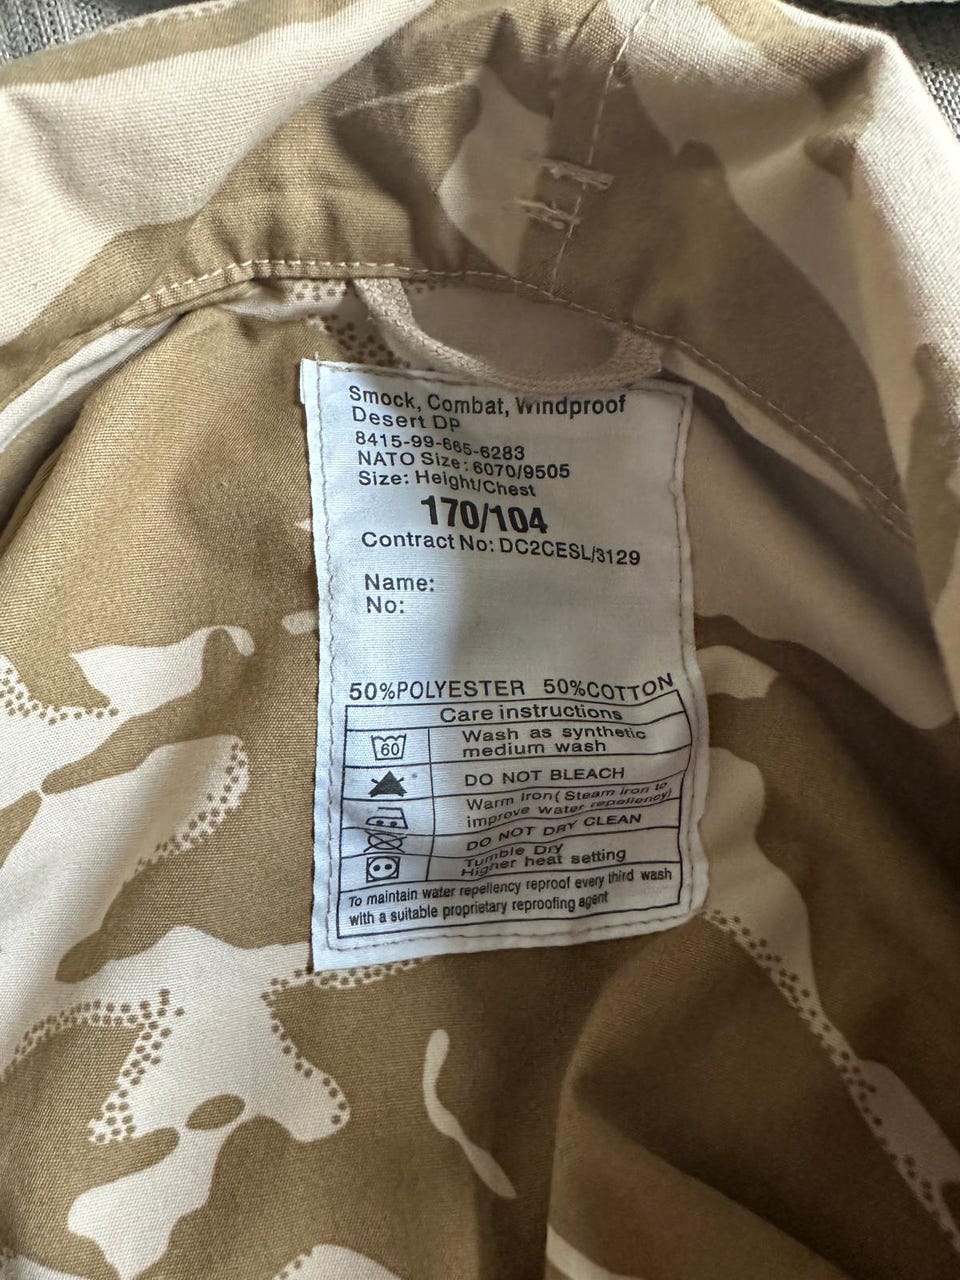 Smock, Combat, Windproof
Desert DP
8415-99-665-6283
NATO Size: 6070/9505
Size: Height/Chest
170/104
Contract No: DC2CESL/3129
Name:
No:
50%POLYESTER 50%COTTON
Care instructions
60
Wash as synthetic
medium wash
DO NOT BLEACH
Warm Iron( Steam iron to
improve water repellency)
DO NOT DRY CLEAN
Tumble Dry
Higher heat setting
To maintain water repellency reproof every third wash
with a suitable proprietary reproofing agent